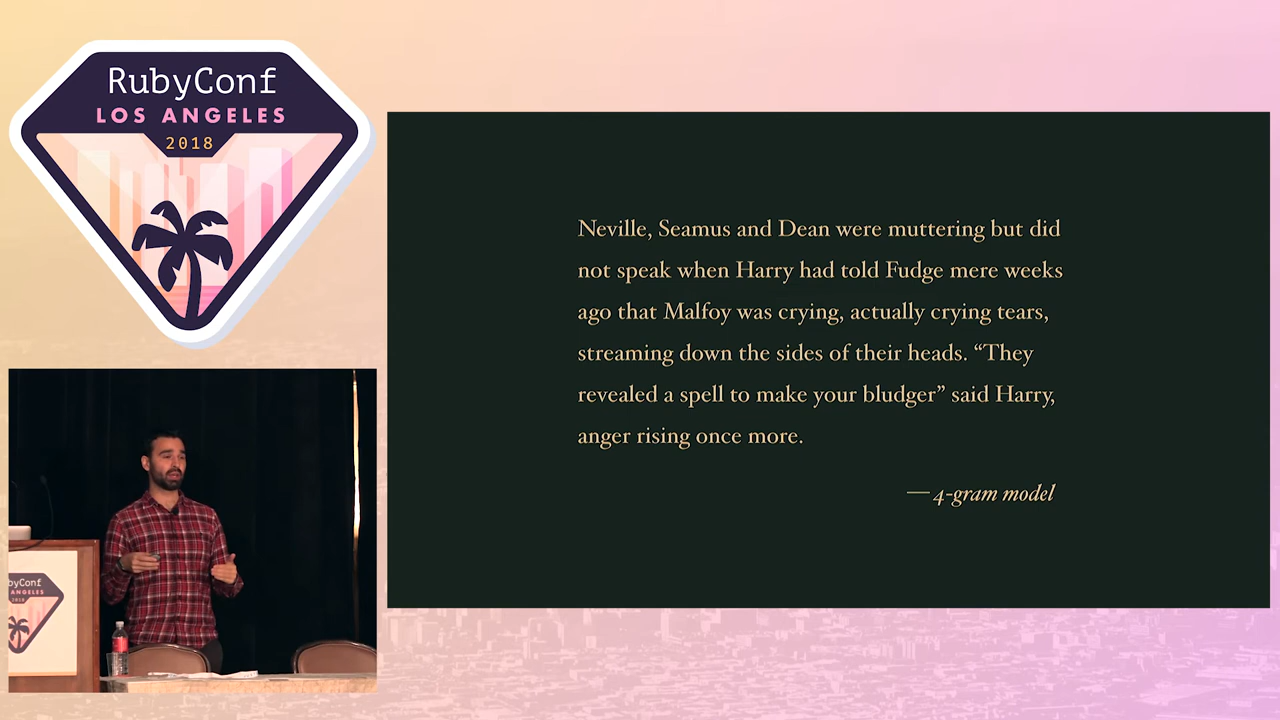 RubyConf
LOS ANGELES
2018
Neville, Seamus and Dean were muttering but did
not speak when Harry had told Fudge mere weeks
ago that Malfoy was crying, actually crying tears,
streaming down the sides of their heads. “They
revealed a spell to make your bludger” said Harry,
anger rising once more.
— 4-gram model